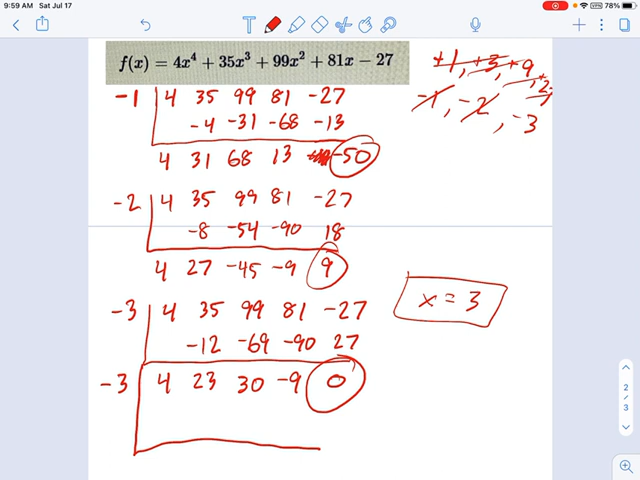 9:59 AM Sat Jul 17
78%
f(x) = 4x⁴ + 35x³ + 99x² + 81x − 27
+1, +3, +9,
-1, -2, -3
-1 | 4 35 99 81 -27
-4 -31 -68 -13
4 31 68 13 -50
-2 | 4 35 99 81 -27
-8 -54 -90 18
4 27 -45 -9 9
x = 3
-3 | 4 35 99 81 -27
-12 -69 -90 27
-3 | 4 23 30 -9 0
2
/
3